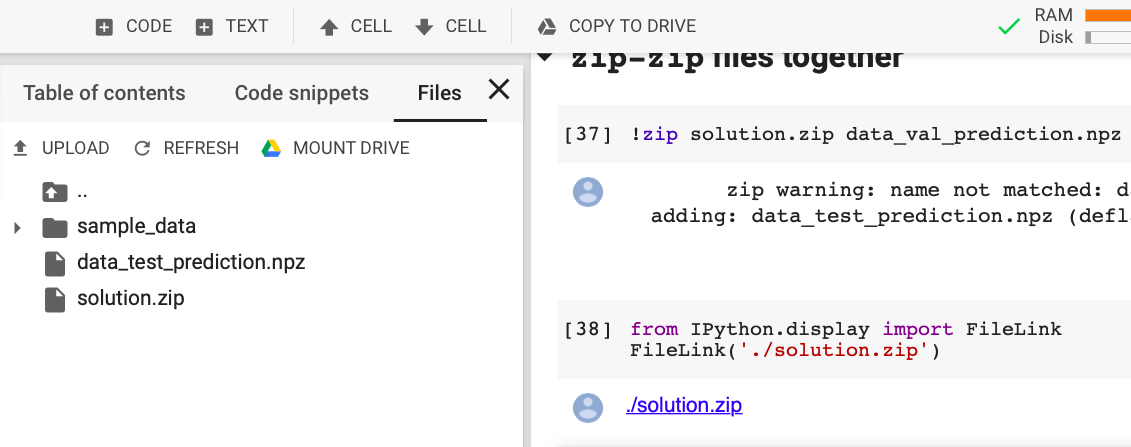 CODE TEXT CELL CELL COPY TO DRIVE RAM
Disk
Table of contents Code snippets Files
UPLOAD REFRESH MOUNT DRIVE
..
sample_data
data_test_prediction.npz
solution.zip
zip-zip files together
[37] !zip solution.zip data_val_prediction.npz
zip warning: name not matched: d
adding: data_test_prediction.npz (defl
[38] from IPython.display import FileLink
FileLink('./solution.zip')
./solution.zip